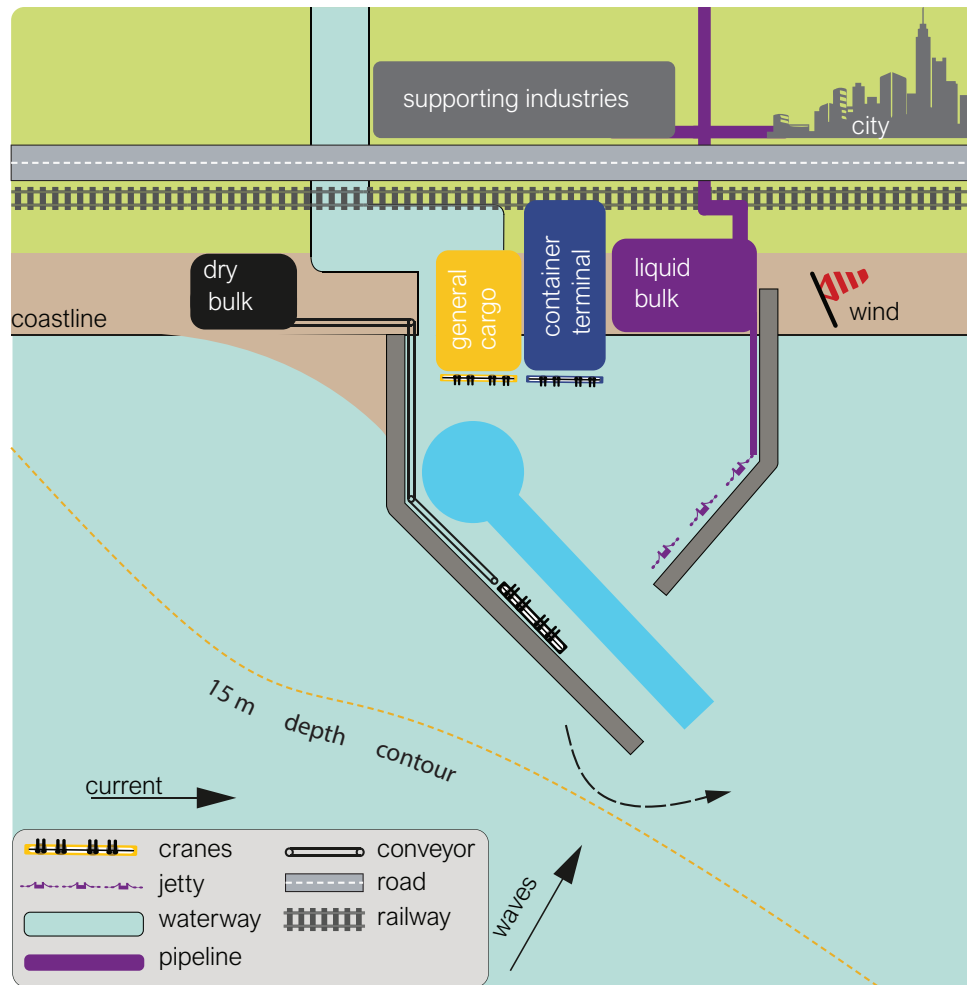 supporting industries
city
dry
bulk
general
cargo
container
terminal
liquid
bulk
coastline
wind
15 m depth contour
current
waves
cranes
conveyor
jetty
road
waterway
railway
pipeline